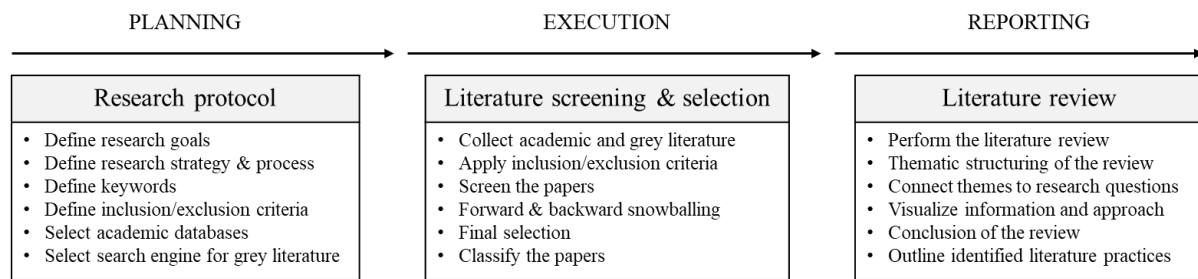 PLANNING
EXECUTION
REPORTING
Research protocol
• Define research goals
• Define research strategy & process
• Define keywords
• Define inclusion/exclusion criteria
• Select academic databases
• Select search engine for grey literature
Literature screening & selection
• Collect academic and grey literature
• Apply inclusion/exclusion criteria
• Screen the papers
• Forward & backward snowballing
• Final selection
• Classify the papers
Literature review
• Perform the literature review
• Thematic structuring of the review
• Connect themes to research questions
• Visualize information and approach
• Conclusion of the review
• Outline identified literature practices